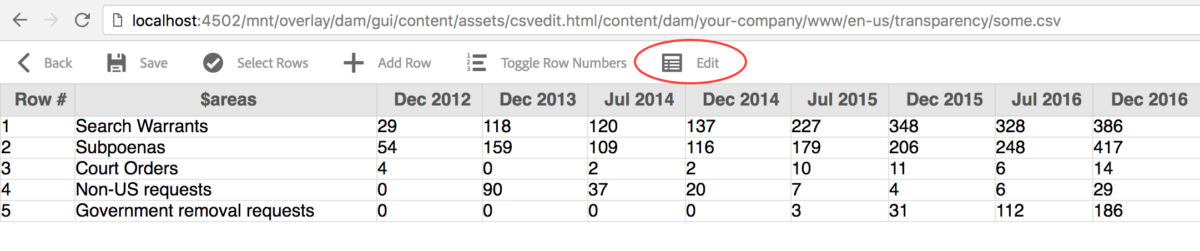 localhost:4502/mnt/overlay/dam/gui/content/assets/csvedit.html/content/dam/your-company/www/en-us/transparency/some.csv
Back Save Select Rows Add Row Toggle Row Numbers Edit
Row # $areas Dec 2012 Dec 2013 Jul 2014 Dec 2014 Jul 2015 Dec 2015 Jul 2016 Dec 2016
1 Search Warrants 29 118 120 137 227 348 328 386
2 Subpoenas 54 159 109 116 179 206 248 417
3 Court Orders 4 0 2 2 10 11 6 14
4 Non-US requests 0 90 37 20 7 4 6 29
5 Government removal requests 0 0 0 0 3 31 112 186